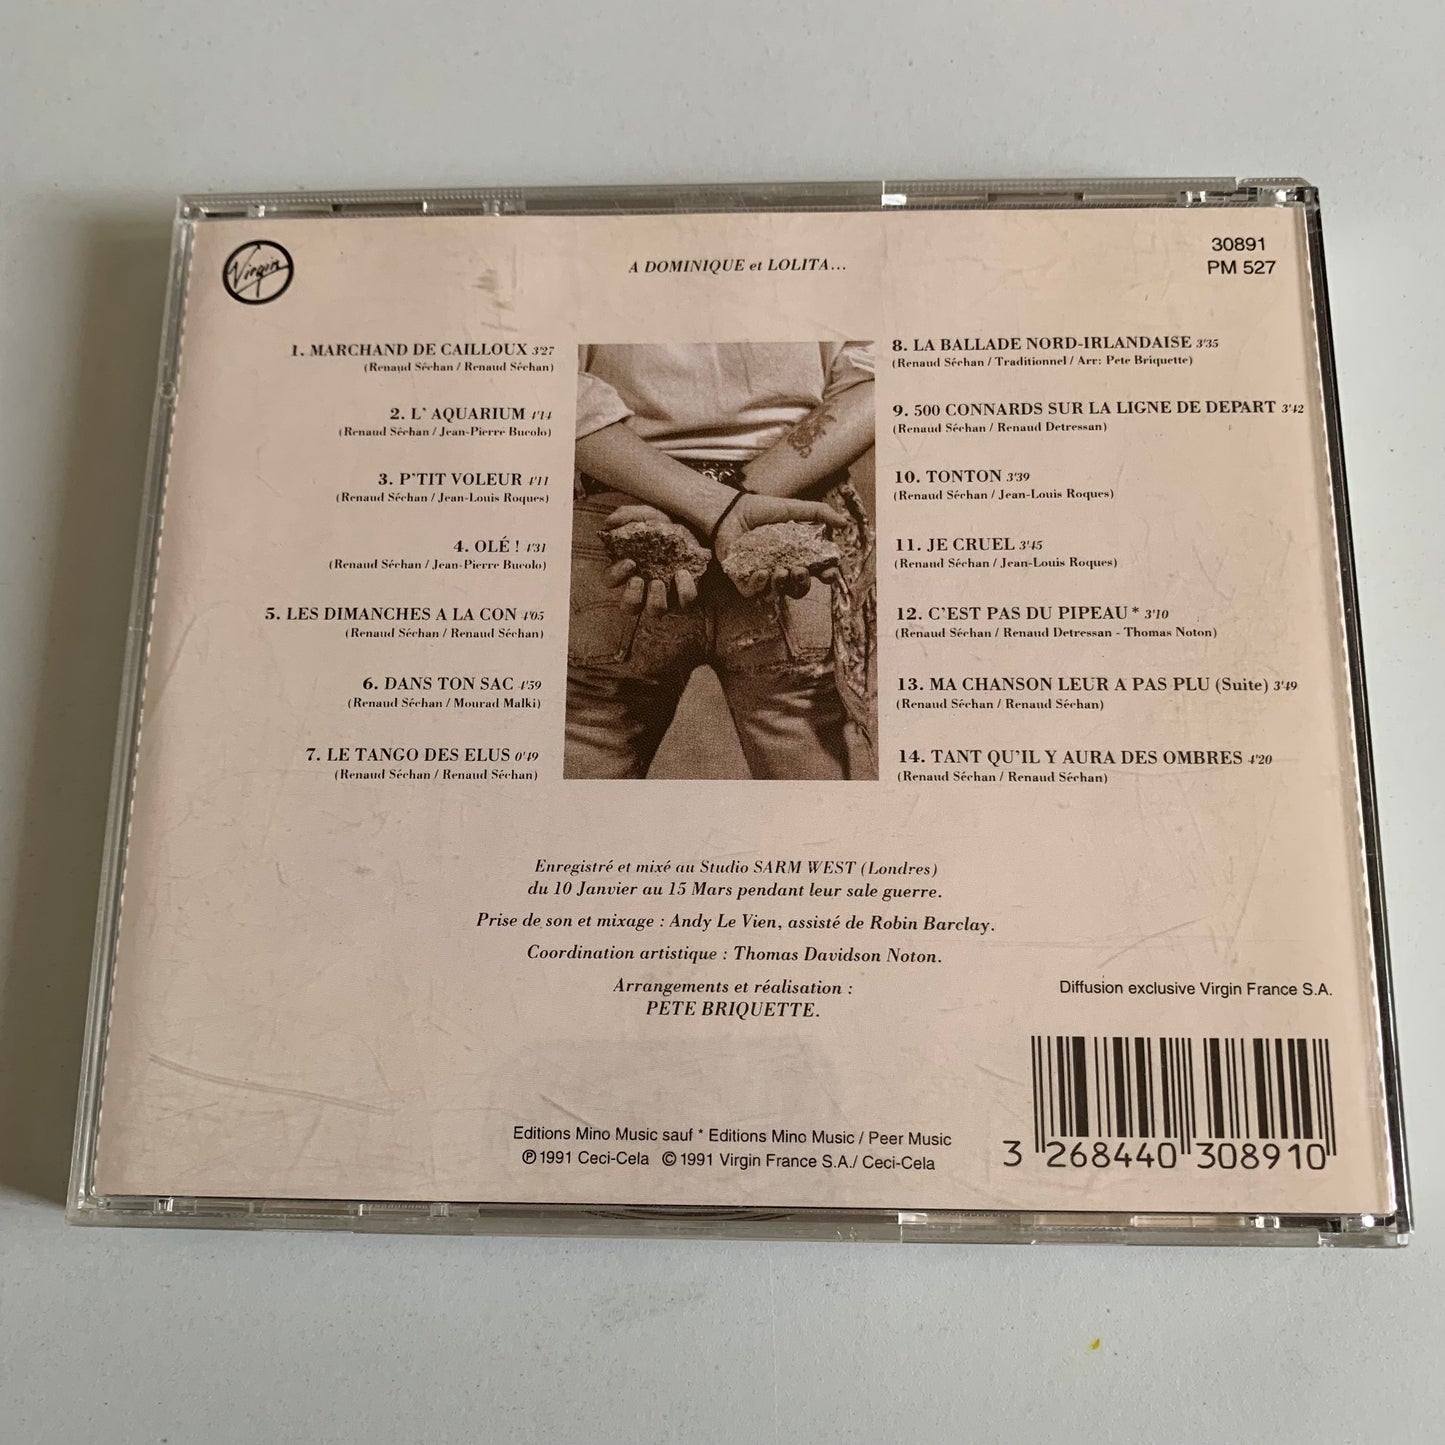 Virgin
A DOMINIQUE et LOLITA...
30891
PM 527
1. MARCHAND DE CAILLOUX 3'27
(Renaud Séchan / Renaud Séchan)
2. L' AQUARIUM 4'14
(Renaud Séchan / Jean-Pierre Bucolo)
3. P'TIT VOLEUR 4'11
(Renaud Séchan / Jean-Louis Roques)
4. OLÉ ! 4'31
(Renaud Séchan / Jean-Pierre Bucolo)
5. LES DIMANCHES A LA CON 4'05
(Renaud Séchan / Renaud Séchan)
6. DANS TON SAC 4'59
(Renaud Séchan / Mourad Malki)
7. LE TANGO DES ELUS 0'49
(Renaud Séchan / Renaud Séchan)
8. LA BALLADE NORD-IRLANDAISE 3'35
(Renaud Séchan / Traditionnel / Arr: Pete Briquette)
9. 500 CONNARDS SUR LA LIGNE DE DEPART 3'42
(Renaud Séchan / Renaud Detressan)
10. TONTON 3'39
(Renaud Séchan / Jean-Louis Roques)
11. JE CRUEL 3'45
(Renaud Séchan / Jean-Louis Roques)
12. C'EST PAS DU PIPEAU * 3'10
(Renaud Séchan / Renaud Detressan - Thomas Noton)
13. MA CHANSON LEUR A PAS PLU (Suite) 3'49
(Renaud Séchan / Renaud Séchan)
14. TANT QU'IL Y AURA DES OMBRES 4'20
(Renaud Séchan / Renaud Séchan)
Enregistré et mixé au Studio SARM WEST (Londres)
du 10 Janvier au 15 Mars pendant leur sale guerre.
Prise de son et mixage : Andy Le Vien, assisté de Robin Barclay.
Coordination artistique : Thomas Davidson Noton.
Arrangements et réalisation :
PETE BRIQUETTE.
Diffusion exclusive Virgin France S.A.
Editions Mino Music sauf * Editions Mino Music / Peer Music
℗ 1991 Ceci-Cela © 1991 Virgin France S.A./ Ceci-Cela
3 268440 308910